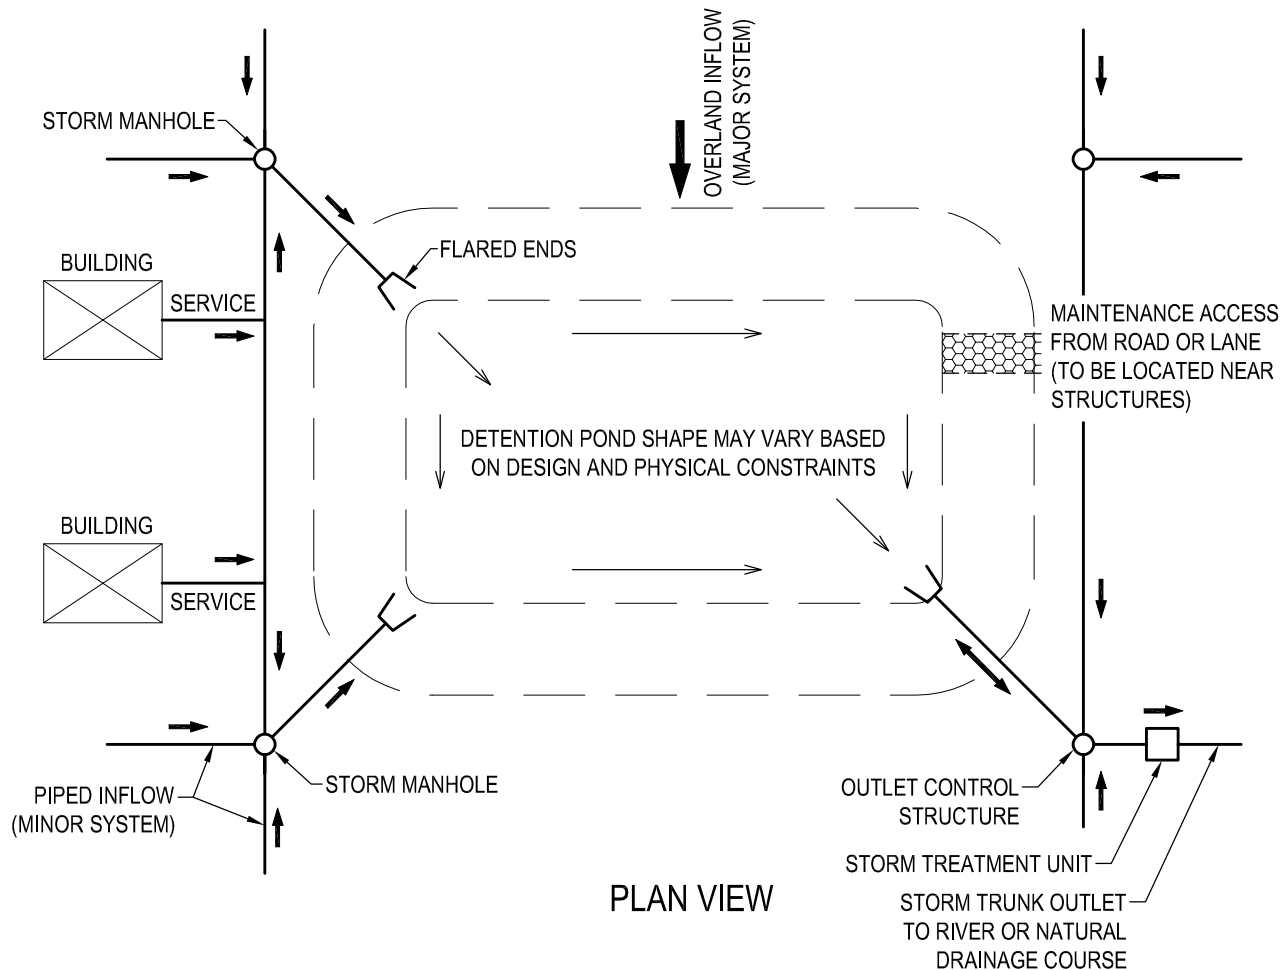 OVERLAND INFLOW
(MAJOR SYSTEM)
STORM MANHOLE
FLARED ENDS
BUILDING
SERVICE
MAINTENANCE ACCESS
FROM ROAD OR LANE
(TO BE LOCATED NEAR
STRUCTURES)
DETENTION POND SHAPE MAY VARY BASED
ON DESIGN AND PHYSICAL CONSTRAINTS
BUILDING
SERVICE
STORM MANHOLE
PIPED INFLOW
(MINOR SYSTEM)
OUTLET CONTROL
STRUCTURE
STORM TREATMENT UNIT
STORM TRUNK OUTLET
TO RIVER OR NATURAL
DRAINAGE COURSE
PLAN VIEW